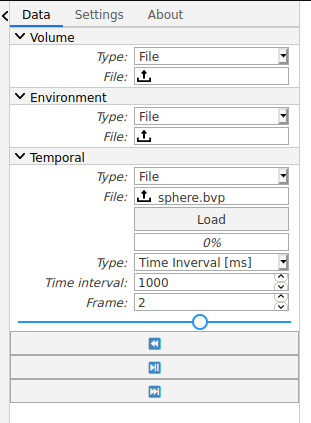 Data Settings About
Volume
Type: File
File:
Environment
Type: File
File:
Temporal
Type: File
File: sphere.bvp
Load
0%
Type: Time Inverval [ms]
Time interval: 1000
Frame: 2